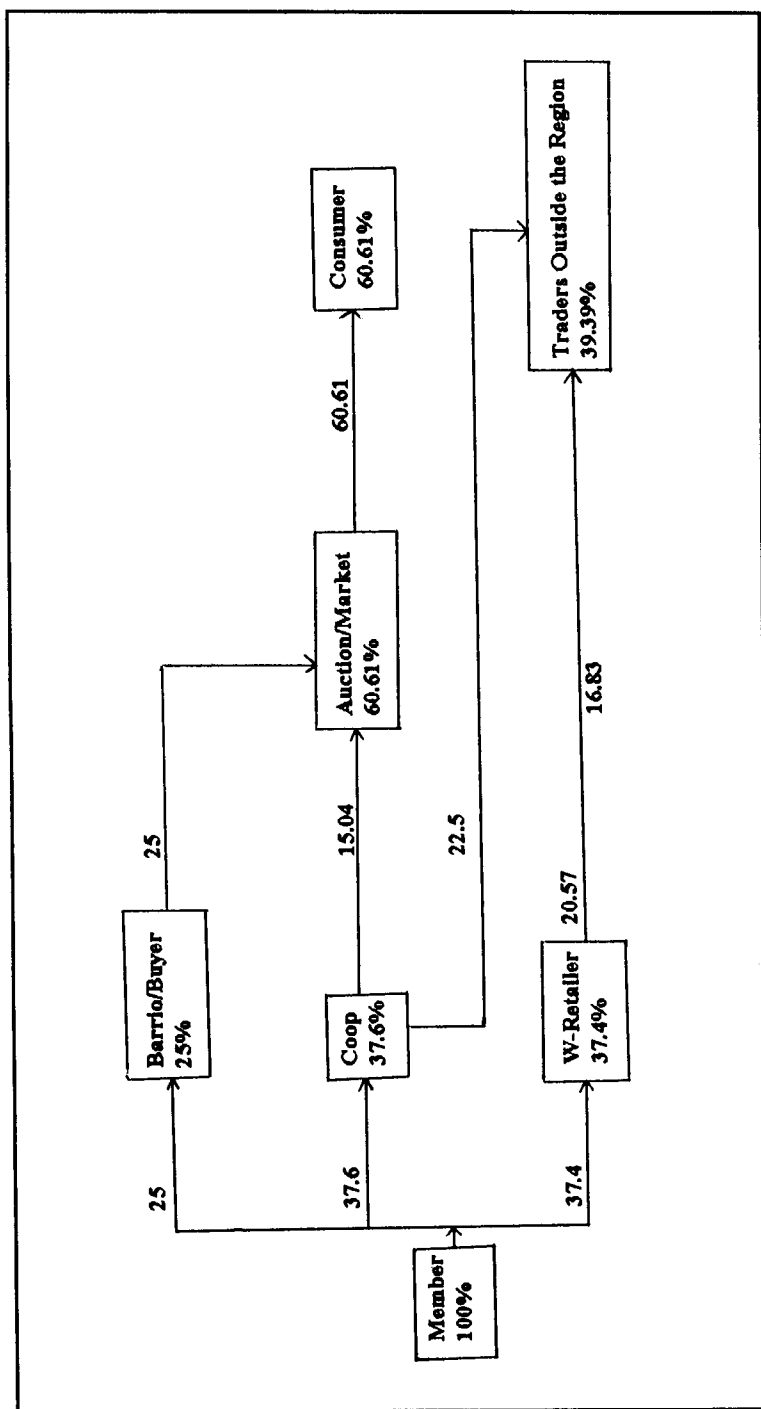 Member
100%
25
37.6
37.4
Barrio/Buyer
25%
Coop
37.6%
W-Retailer
37.4%
25
15.04
22.5
20.57
16.83
Auction/Market
60.61%
60.61
Consumer
60.61%
Traders Outside the Region
39.39%